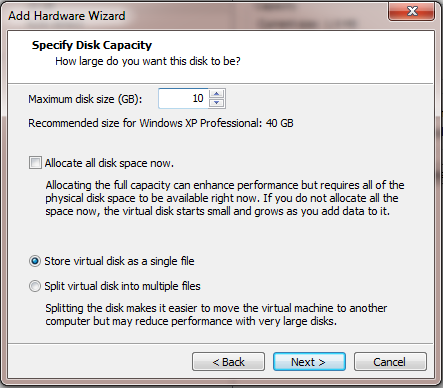 Add Hardware Wizard
Specify Disk Capacity
How large do you want this disk to be?
Maximum disk size (GB): 10
Recommended size for Windows XP Professional: 40 GB
Allocate all disk space now.
Allocating the full capacity can enhance performance but requires all of the
physical disk space to be available right now. If you do not allocate all the
space now, the virtual disk starts small and grows as you add data to it.
Store virtual disk as a single file
Split virtual disk into multiple files
Splitting the disk makes it easier to move the virtual machine to another
computer but may reduce performance with very large disks.
< Back Next > Cancel